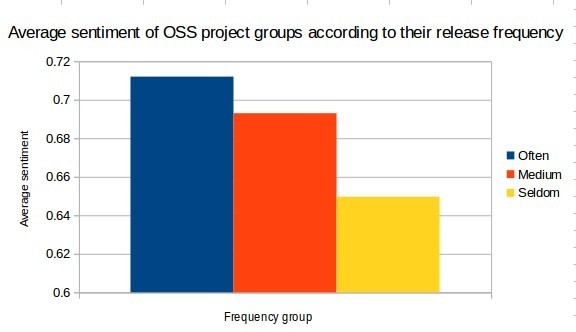 Average sentiment of OSS project groups according to their release frequency
0.72
0.7
0.68
0.66
0.64
0.62
0.6
Average sentiment
Frequency group
Often
Medium
Seldom